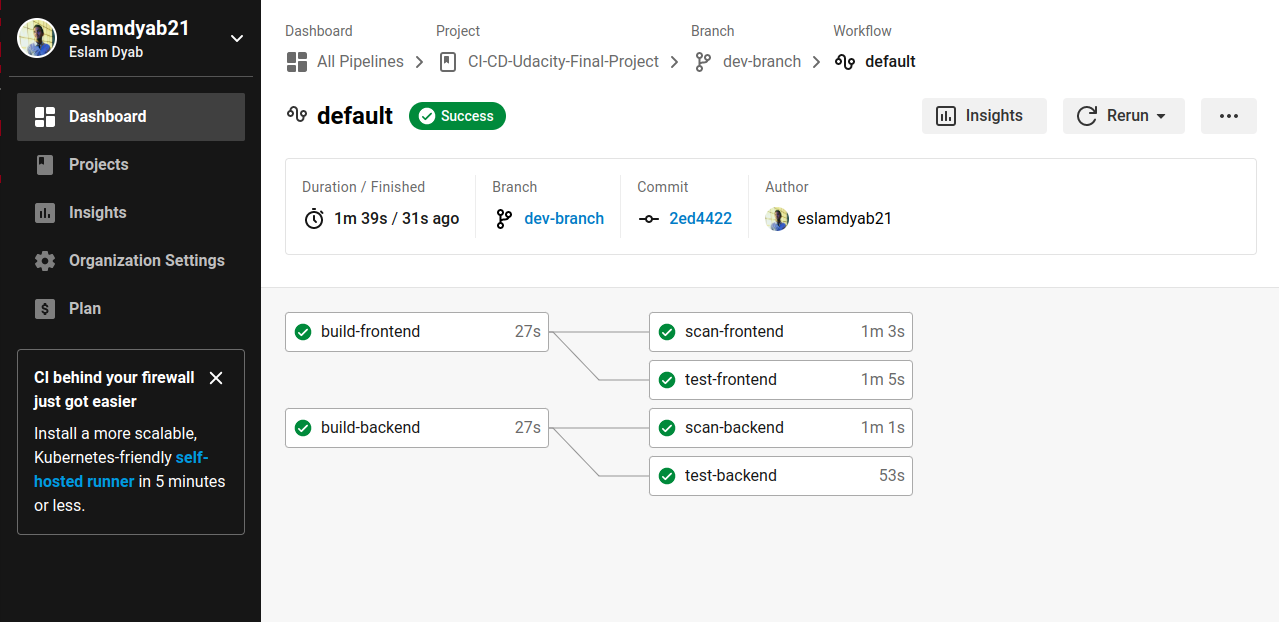 eslamdyab21
Eslam Dyab
Dashboard
Projects
Insights
Organization Settings
Plan
CI behind your firewall
just got easier
Install a more scalable,
Kubernetes-friendly self-
hosted runner in 5 minutes
or less.
Dashboard Project Branch Workflow
All Pipelines CI-CD-Udacity-Final-Project dev-branch default
default Success Insights Rerun
Duration / Finished Branch Commit Author
1m 39s / 31s ago dev-branch 2ed4422 eslamdyab21
build-frontend 27s scan-frontend 1m 3s
test-frontend 1m 5s
build-backend 27s scan-backend 1m 1s
test-backend 53s